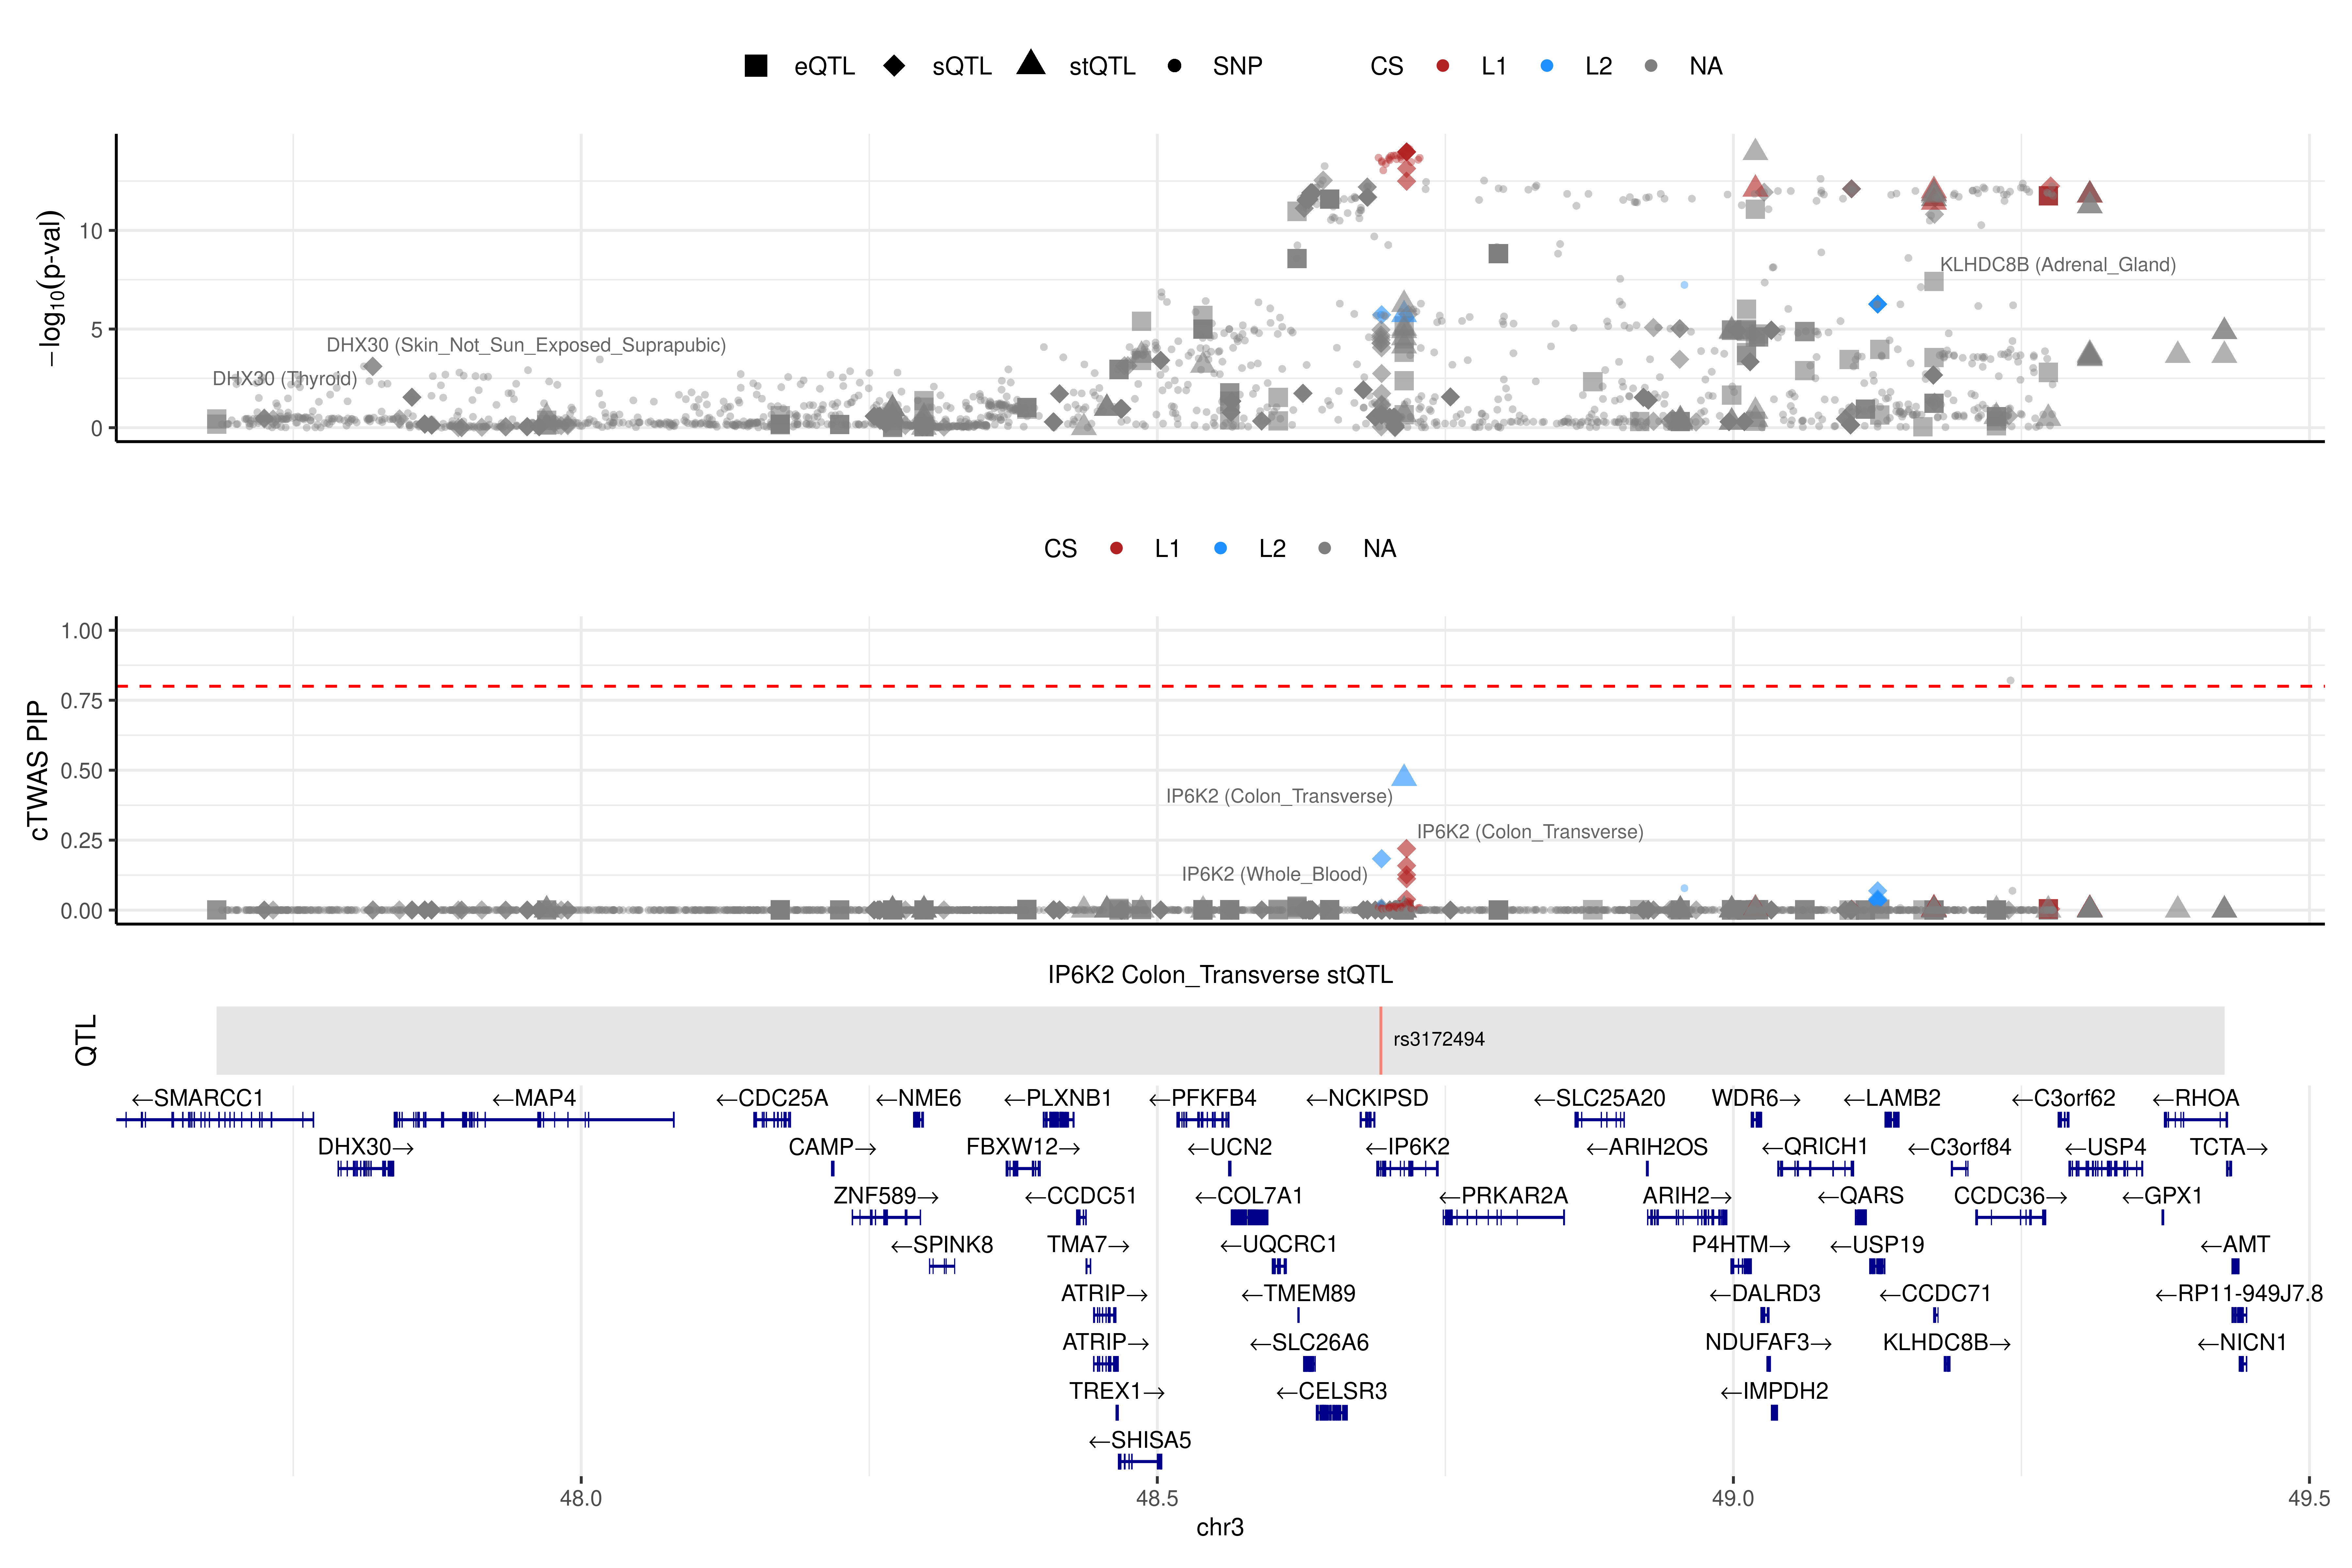 eQTL sQTL stQTL SNP CS L1 L2 NA
−log10(p-val)
10
5
0
KLHDC8B (Adrenal_Gland)
DHX30 (Skin_Not_Sun_Exposed_Suprapubic)
DHX30 (Thyroid)
CS L1 L2 NA
cTWAS PIP
1.00
0.75
0.50
0.25
0.00
IP6K2 (Colon_Transverse)
IP6K2 (Colon_Transverse)
IP6K2 (Whole_Blood)
IP6K2 Colon_Transverse stQTL
QTL
rs3172494
←SMARCC1 ←MAP4 ←CDC25A ←NME6 ←PLXNB1 ←PFKFB4 ←NCKIPSD ←SLC25A20 WDR6→ ←LAMB2 ←C3orf62 ←RHOA
DHX30→ CAMP→ FBXW12→ ←UCN2 ←IP6K2 ←ARIH2OS ←QRICH1 ←C3orf84 ←USP4 TCTA→
ZNF589→ ←CCDC51 ←COL7A1 ←PRKAR2A ARIH2→ ←QARS CCDC36→ ←GPX1
←SPINK8 TMA7→ ←UQCRC1 P4HTM→ ←USP19 ←AMT
ATRIP→ ←TMEM89 ←DALRD3 ←CCDC71 ←RP11-949J7.8
ATRIP→ ←SLC26A6 NDUFAF3→ KLHDC8B→ ←NICN1
TREX1→ ←CELSR3 ←IMPDH2
←SHISA5
48.0 48.5 49.0 49.5
chr3